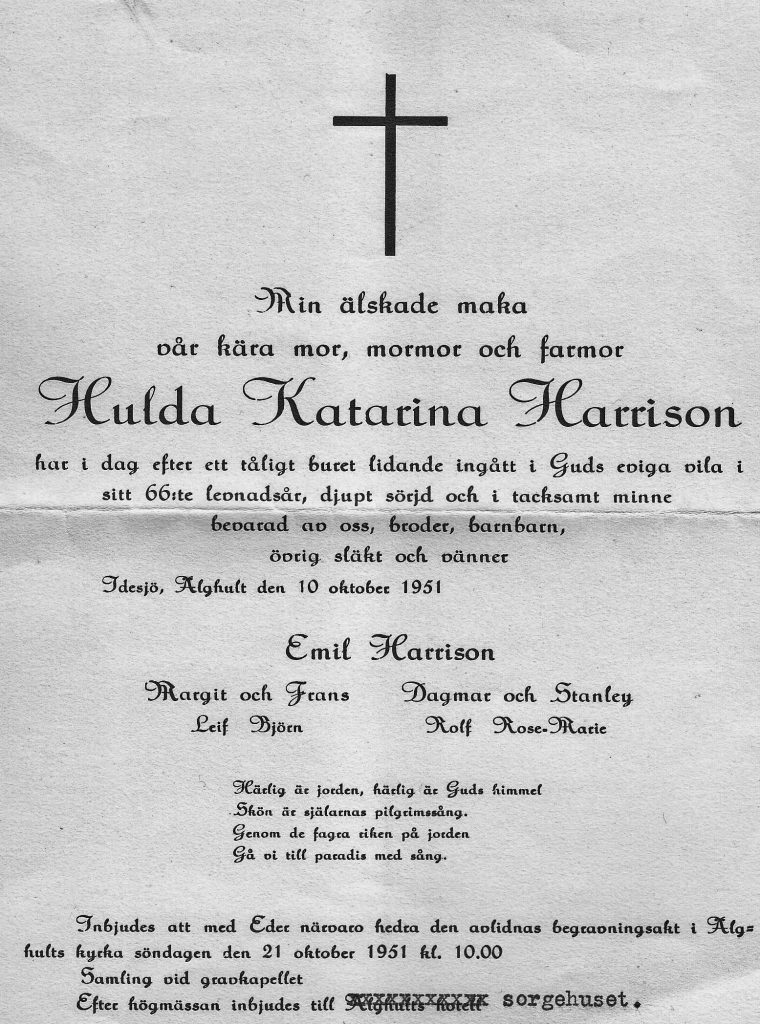 Min älskade maka
vår kära mor, mormor och farmor
Hulda Katarina Harrison
har i dag efter ett tåligt buret lidande ingått i Guds eviga vila i
sitt 66:te levnadsår, djupt sörjd och i tacksamt minne
bevarad av oss, broder, barnbarn,
övrig släkt och vänner
Idesjö, Älghult den 10 oktober 1951
Emil Harrison
Margit och Frans Dagmar och Stanley
Leif Björn Rolf Rose-Marie
Härlig är jorden, härlig är Guds himmel
Skön är själarnas pilgrimssång.
Genom de fagra riken på jorden
Gå vi till paradis med sång.
Inbjudes att med Eder närvaro hedra den avlidnas begravningsakt i Älg=
hults kyrka söndagen den 21 oktober 1951 kl. 10.00
Samling vid gravkapellet
Efter högmässan inbjudes till Älghults hotell sorgehuset.